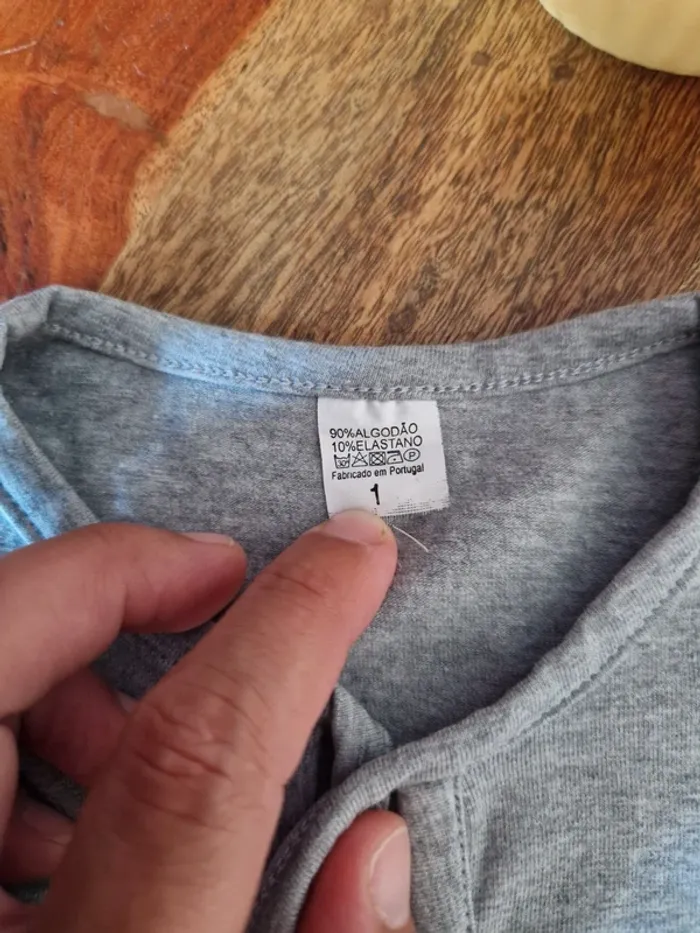 90%ALGODÃO
10%ELASTANO
P
Fabricado em Portugal
1